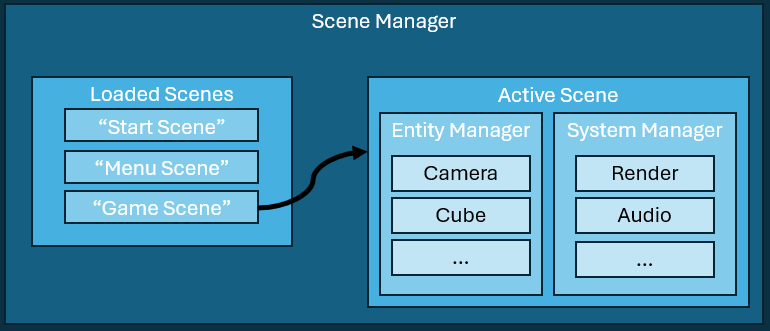 Scene Manager
Loaded Scenes
“Start Scene”
“Menu Scene”
“Game Scene”
Active Scene
Entity Manager
Camera
Cube
...
System Manager
Render
Audio
...